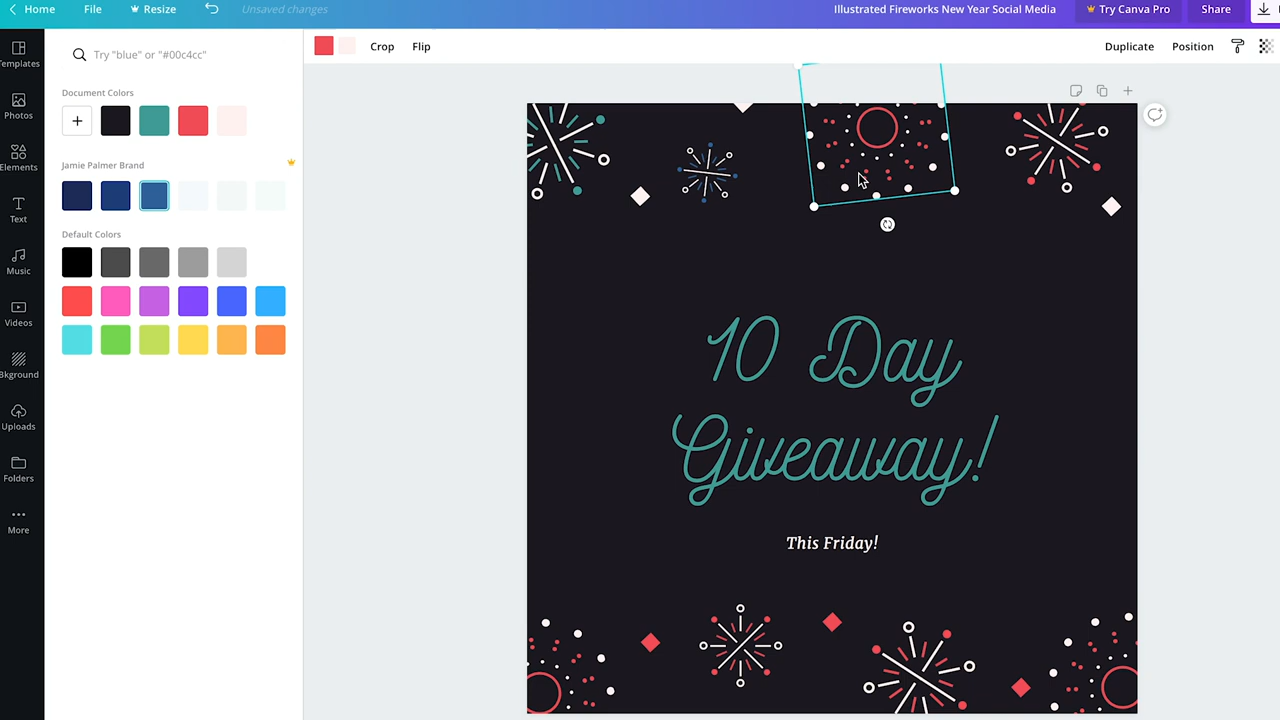 Home File Resize Unsaved changes Illustrated Fireworks New Year Social Media Try Canva Pro Share
Try "blue" or "#00c4cc" Crop Flip Duplicate Position
Templates
Photos
Elements
Text
Music
Videos
Bkground
Uploads
Folders
More
Document Colors
Jamie Palmer Brand
Default Colors
10 Day
Giveaway!
This Friday!